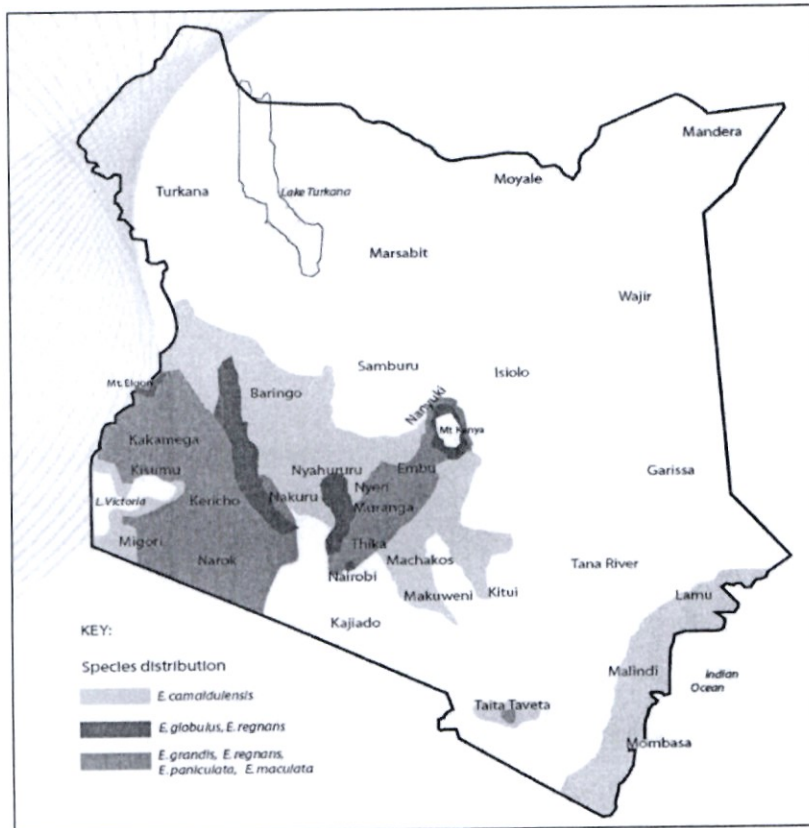 Mandera
Moyale
Turkana
Lake Turkana
Marsabit
Wajir
Samburu
Isiolo
Mt. Elgon
Baringo
Nanyuki
Mt Kenya
Kakamega
Kisumu
Nyahururu
Embu
Garissa
L. Victoria
Kericho
Nakuru
Nyeri
Muranga
Migori
Narok
Thika
Machakos
Tana River
Nairobi
Makuweni
Kitui
Lamu
Kajiado
KEY:
Species distribution
Malindi
Indian
Ocean
E. camaldulensis
Taita Taveta
E. globulus, E. regnans
Mombasa
E. grandis, E. regnans,
E. paniculata, E. maculata